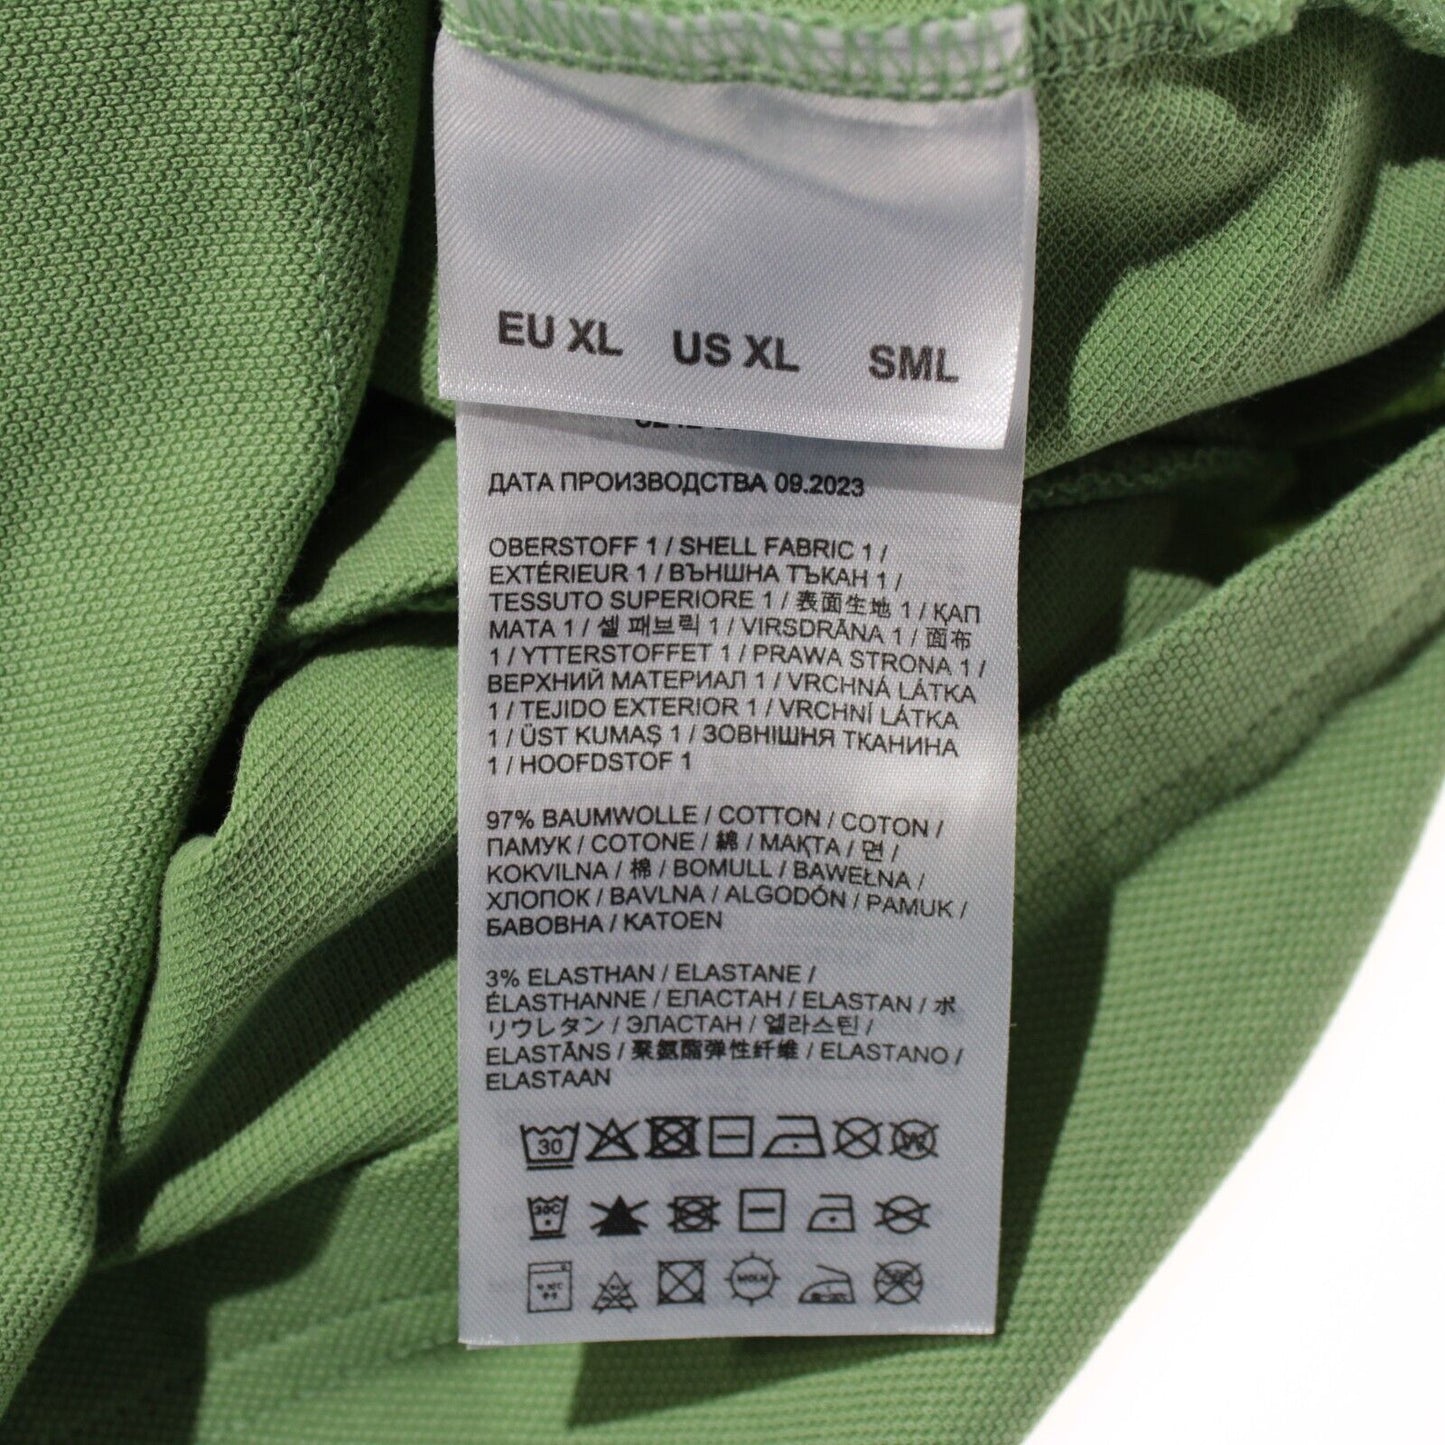 EU XL US XL SML
ДАТА ПРОИЗВОДСТВА 09.2023
OBERSTOFF 1 / SHELL FABRIC 1 /
EXTÉRIEUR 1 / ВЪНШНА ТЪКАН 1 /
TESSUTO SUPERIORE 1 / 表面生地 1 / ҚАП
МАТА 1 / 셸 패브릭 1 / VIRSDRĀNA 1 / 面布
1 / YTTERSTOFFET 1 / PRAWA STRONA 1 /
ВЕРХНИЙ МАТЕРИАЛ 1 / VRCHNÁ LÁTKA
1 / TEJIDO EXTERIOR 1 / VRCHNÍ LÁTKA
1 / ÜST KUMAŞ 1 / ЗОВНІШНЯ ТКАНИНА
1 / HOOFDSTOF 1
97% BAUMWOLLE / COTTON / COTON /
ПАМУК / COTONE / 綿 / МАҚТА / 면 /
KOKVILNA / 棉 / BOMULL / BAWEŁNA /
ХЛОПОК / BAVLNA / ALGODÓN / PAMUK /
БАВОВНА / KATOEN
3% ELASTHAN / ELASTANE /
ÉLASTHANNE / ЕЛАСТАН / ELASTAN / ポ
リウレタン / ЭЛАСТАН / 엘라스틴 /
ELASTĀNS / 聚氨酯弹性纤维 / ELASTANO /
ELASTAAN
30 W
30C